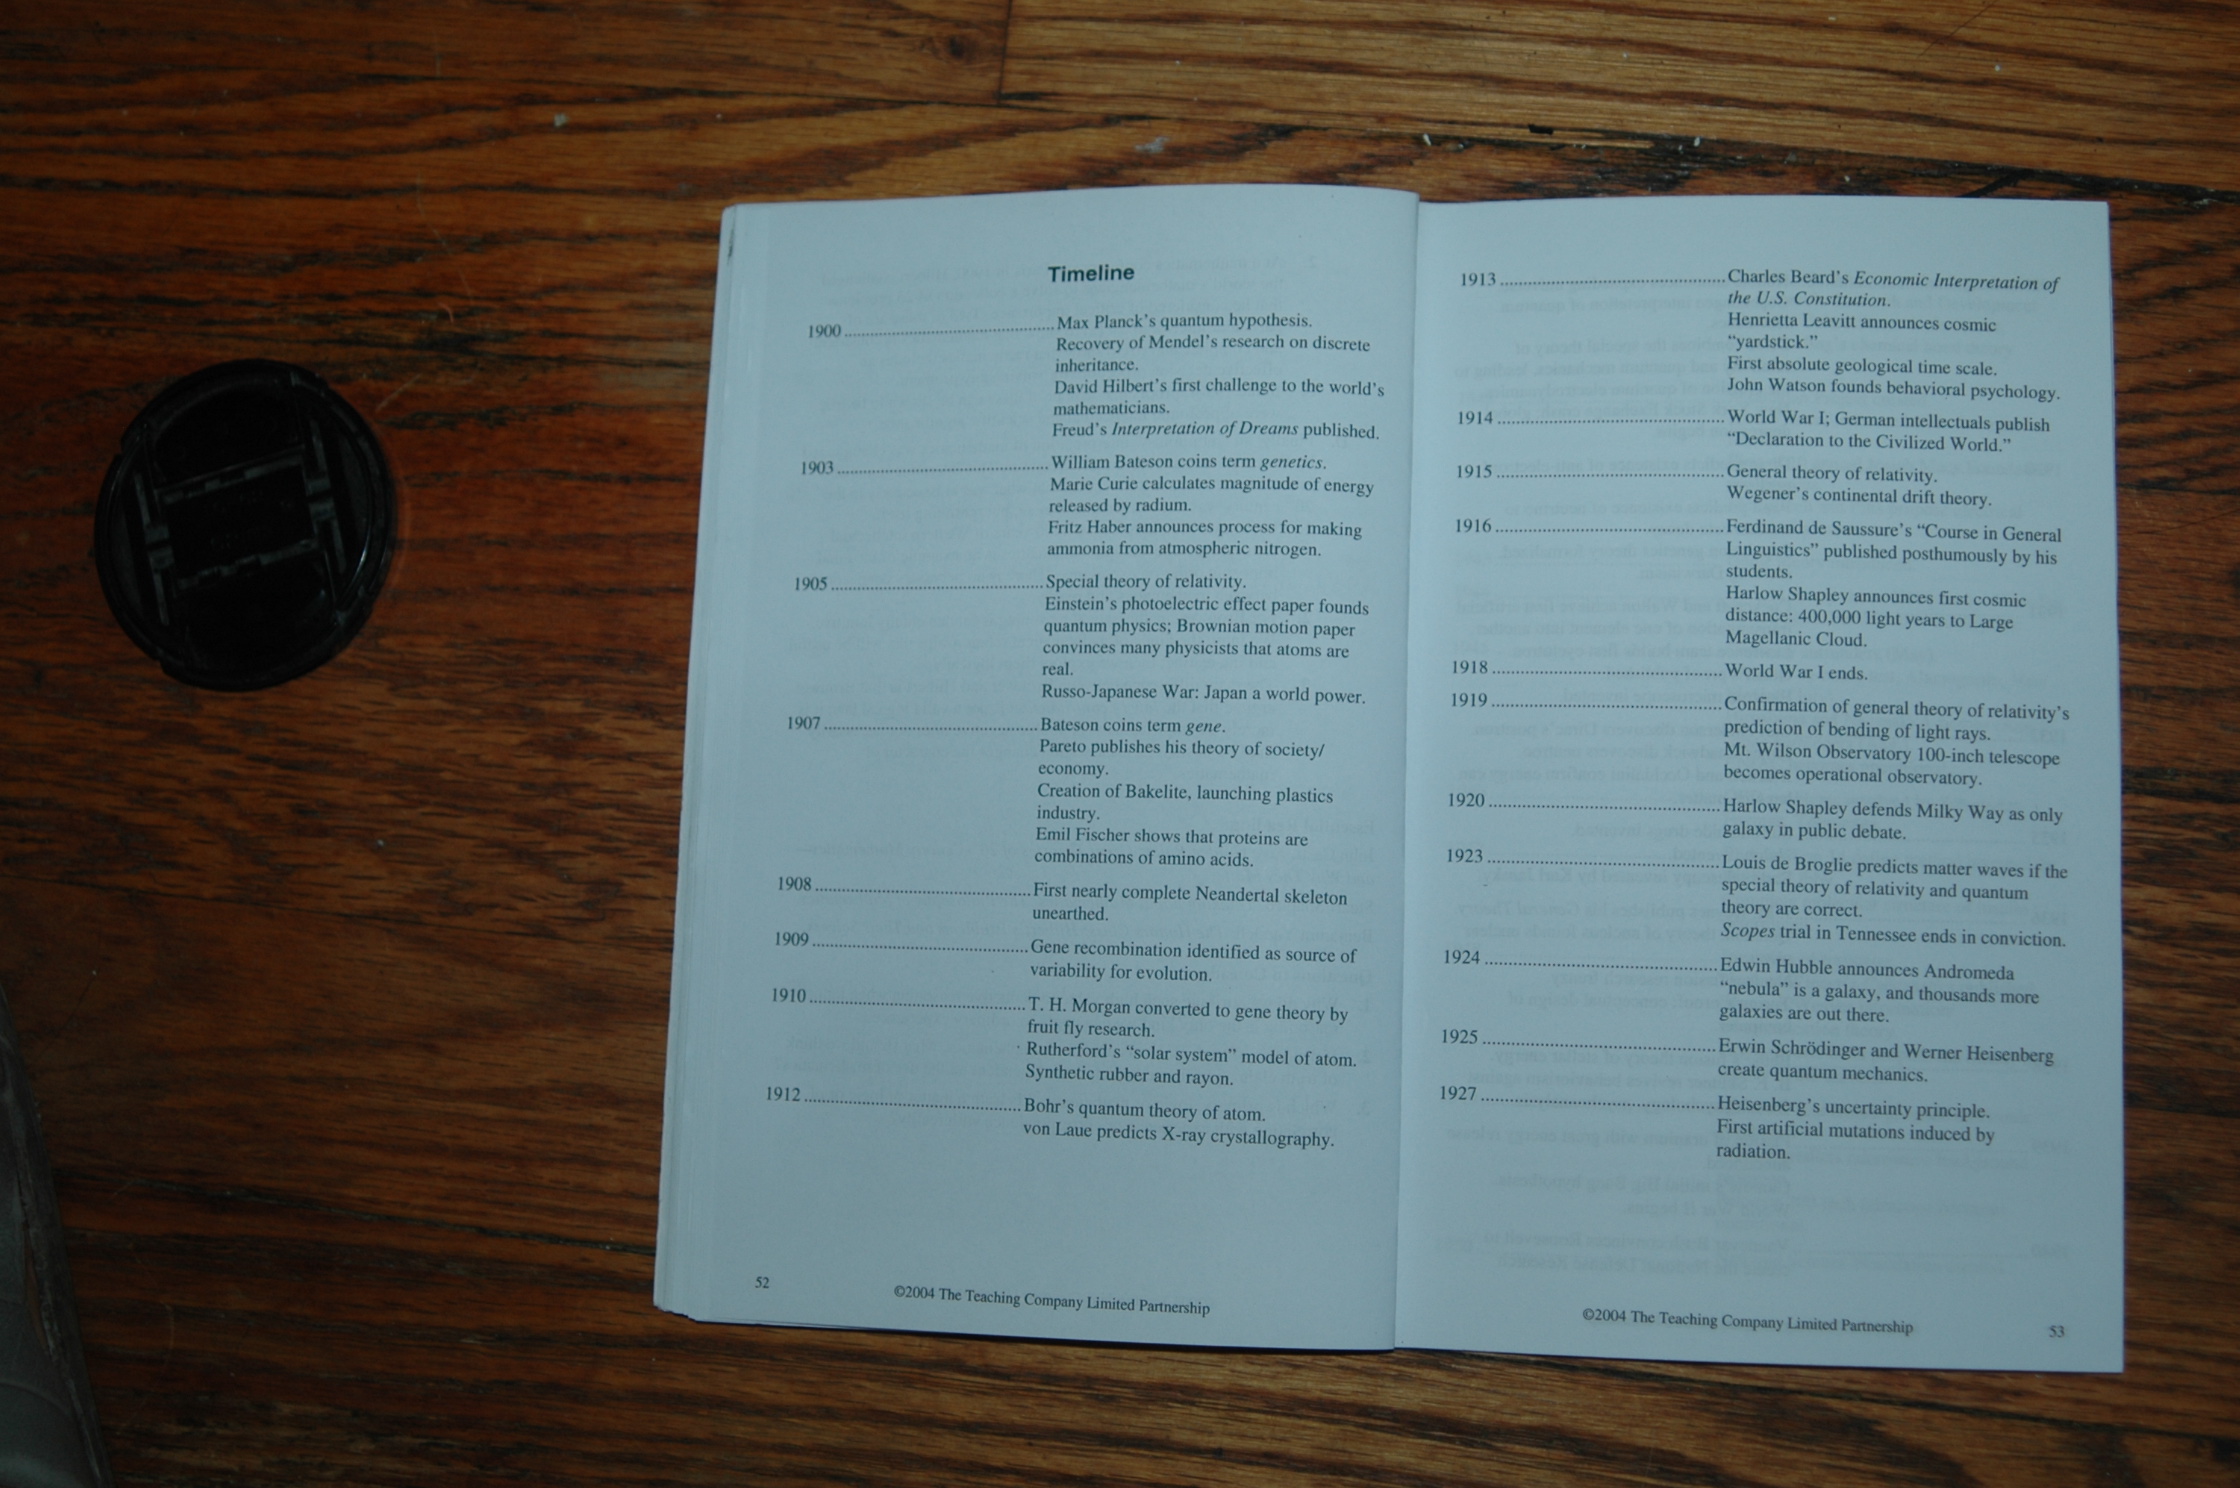 Timeline
1900 .................... Max Planck's quantum hypothesis.
Recovery of Mendel's research on discrete
inheritance.
David Hilbert's first challenge to the world's
mathematicians.
Freud's Interpretation of Dreams published.
1903 .................... William Bateson coins term genetics.
Marie Curie calculates magnitude of energy
released by radium.
Fritz Haber announces process for making
ammonia from atmospheric nitrogen.
1905 .................... Special theory of relativity.
Einstein's photoelectric effect paper founds
quantum physics; Brownian motion paper
convinces many physicists that atoms are
real.
Russo-Japanese War: Japan a world power.
1907 .................... Bateson coins term gene.
Pareto publishes his theory of society/
economy.
Creation of Bakelite, launching plastics
industry.
Emil Fischer shows that proteins are
combinations of amino acids.
1908 .................... First nearly complete Neandertal skeleton
unearthed.
1909 .................... Gene recombination identified as source of
variability for evolution.
1910 .................... T. H. Morgan converted to gene theory by
fruit fly research.
Rutherford's “solar system” model of atom.
Synthetic rubber and rayon.
1912 .................... Bohr's quantum theory of atom.
von Laue predicts X-ray crystallography.
52
©2004 The Teaching Company Limited Partnership
1913 .................... Charles Beard's Economic Interpretation of
the U.S. Constitution.
Henrietta Leavitt announces cosmic
“yardstick.”
First absolute geological time scale.
John Watson founds behavioral psychology.
1914 .................... World War I; German intellectuals publish
“Declaration to the Civilized World.”
1915 .................... General theory of relativity.
Wegener's continental drift theory.
1916 .................... Ferdinand de Saussure's “Course in General
Linguistics” published posthumously by his
students.
Harlow Shapley announces first cosmic
distance: 400,000 light years to Large
Magellanic Cloud.
1918 .................... World War I ends.
1919 .................... Confirmation of general theory of relativity's
prediction of bending of light rays.
Mt. Wilson Observatory 100-inch telescope
becomes operational observatory.
1920 .................... Harlow Shapley defends Milky Way as only
galaxy in public debate.
1923 .................... Louis de Broglie predicts matter waves if the
special theory of relativity and quantum
theory are correct.
Scopes trial in Tennessee ends in conviction.
1924 .................... Edwin Hubble announces Andromeda
“nebula” is a galaxy, and thousands more
galaxies are out there.
1925 .................... Erwin Schrödinger and Werner Heisenberg
create quantum mechanics.
1927 .................... Heisenberg's uncertainty principle.
First artificial mutations induced by
radiation.
©2004 The Teaching Company Limited Partnership
53